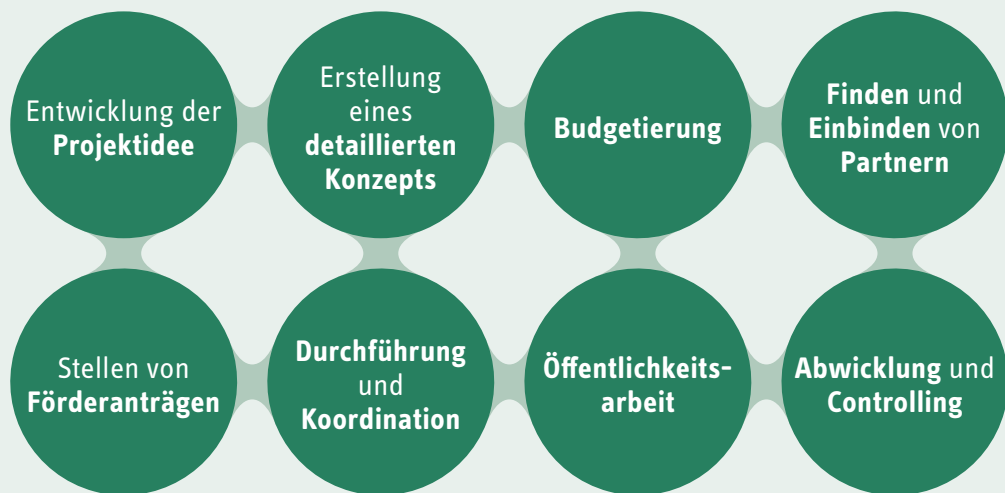 Entwicklung der
Projektidee
Erstellung
eines
detaillierten
Konzepts
Budgetierung
Finden und
Einbinden von
Partnern
Stellen von
Förderanträgen
Durchführung
und
Koordination
Öffentlichkeits-
arbeit
Abwicklung und
Controlling